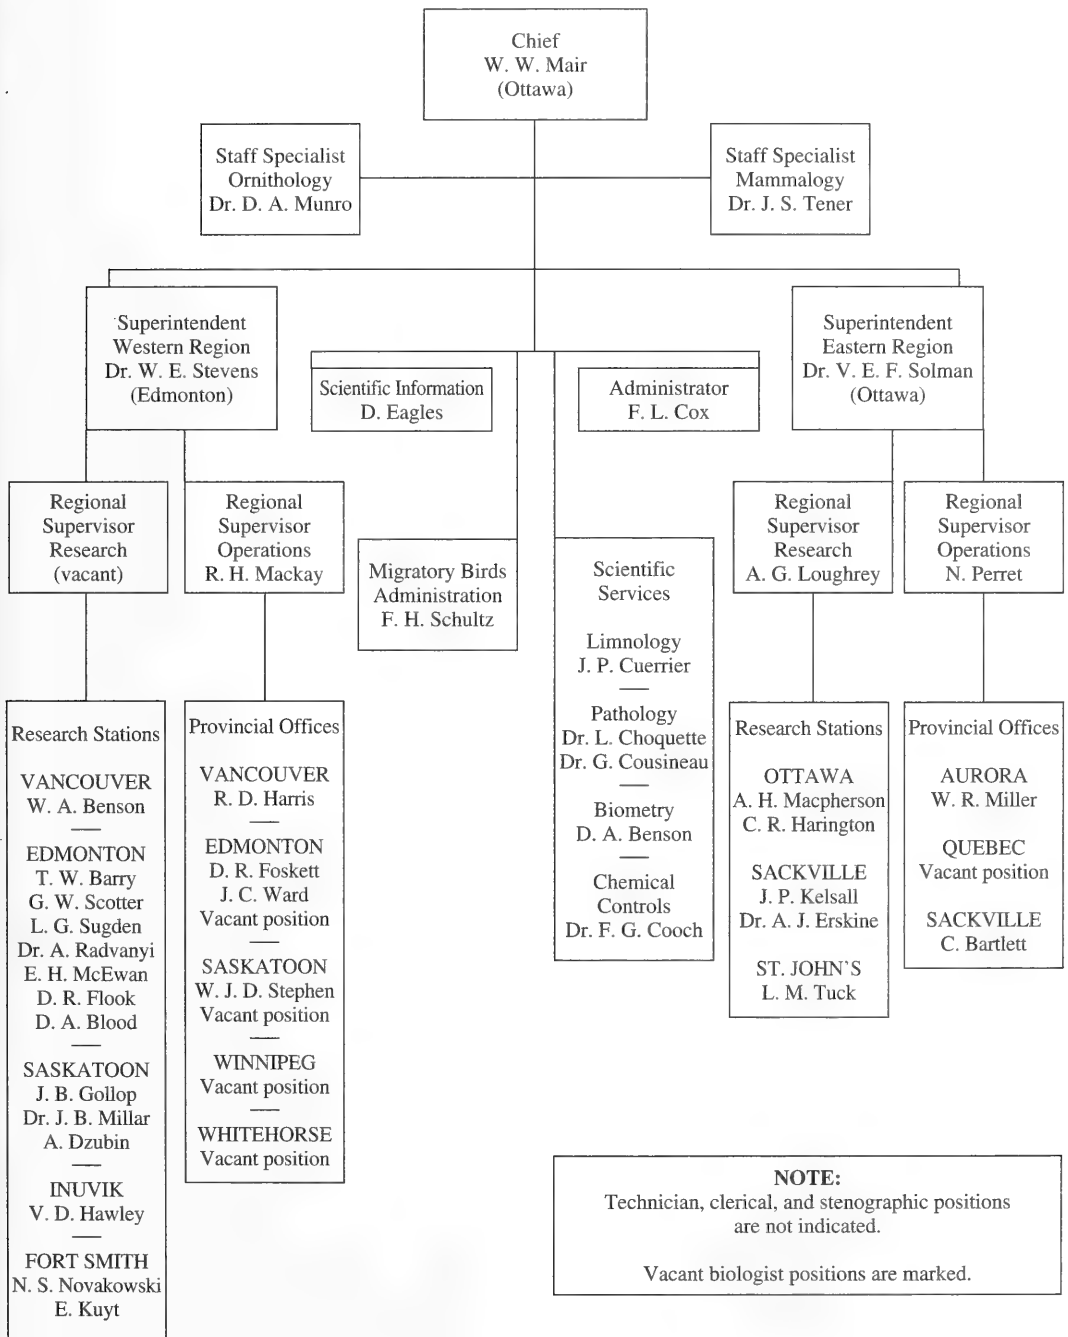 Chief
W. W. Mair
(Ottawa)
Staff Specialist
Ornithology
Dr. D. A. Munro
Staff Specialist
Mammalogy
Dr. J. S. Tener
Superintendent
Western Region
Dr. W. E. Stevens
(Edmonton)
Scientific Information
D. Eagles
Administrator
F. L. Cox
Superintendent
Eastern Region
Dr. V. E. F. Solman
(Ottawa)
Regional
Supervisor
Research
(vacant)
Regional
Supervisor
Operations
R. H. Mackay
Migratory Birds
Administration
F. H. Schultz
Scientific
Services
Limnology
J. P. Cuerrier
Pathology
Dr. L. Choquette
Dr. G. Cousineau
Biometry
D. A. Benson
Chemical
Controls
Dr. F. G. Cooch
Regional
Supervisor
Research
A. G. Loughrey
Regional
Supervisor
Operations
N. Perret
Research Stations
VANCOUVER
W. A. Benson
EDMONTON
T. W. Barry
G. W. Scotter
L. G. Sugden
Dr. A. Radvanyi
E. H. McEwan
D. R. Flook
D. A. Blood
SASKATOON
J. B. Gollop
Dr. J. B. Millar
A. Dzubin
INUVIK
V. D. Hawley
FORT SMITH
N. S. Novakowski
E. Kuyt
Provincial Offices
VANCOUVER
R. D. Harris
EDMONTON
D. R. Foskett
J. C. Ward
Vacant position
SASKATOON
W. J. D. Stephen
Vacant position
WINNIPEG
Vacant position
WHITEHORSE
Vacant position
Research Stations
OTTAWA
A. H. Macpherson
C. R. Harington
SACKVILLE
J. P. Kelsall
Dr. A. J. Erskine
ST. JOHN'S
L. M. Tuck
Provincial Offices
AURORA
W. R. Miller
QUEBEC
Vacant position
SACKVILLE
C. Bartlett
NOTE:
Technician, clerical, and stenographic positions
are not indicated.
Vacant biologist positions are marked.